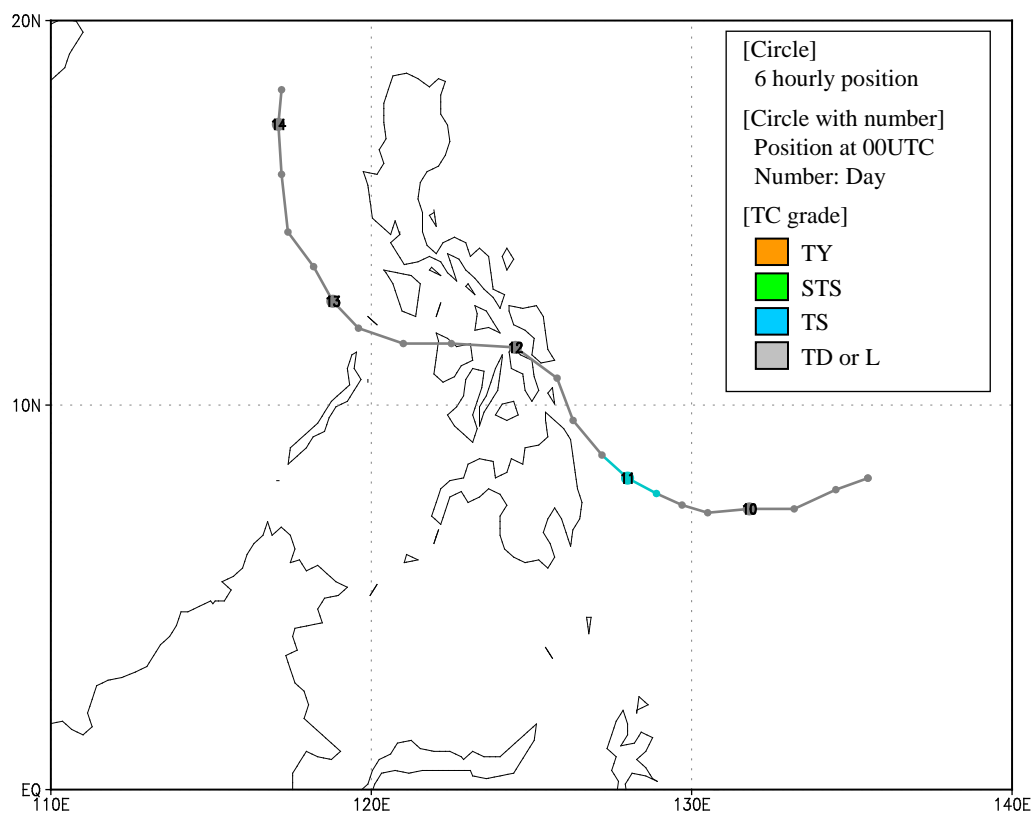 20N
[Circle]
6 hourly position
[Circle with number]
Position at 00UTC
Number: Day
[TC grade]
TY
STS
TS
TD or L
14
13
12
10N
11
10
EQ
110E
120E
130E
140E